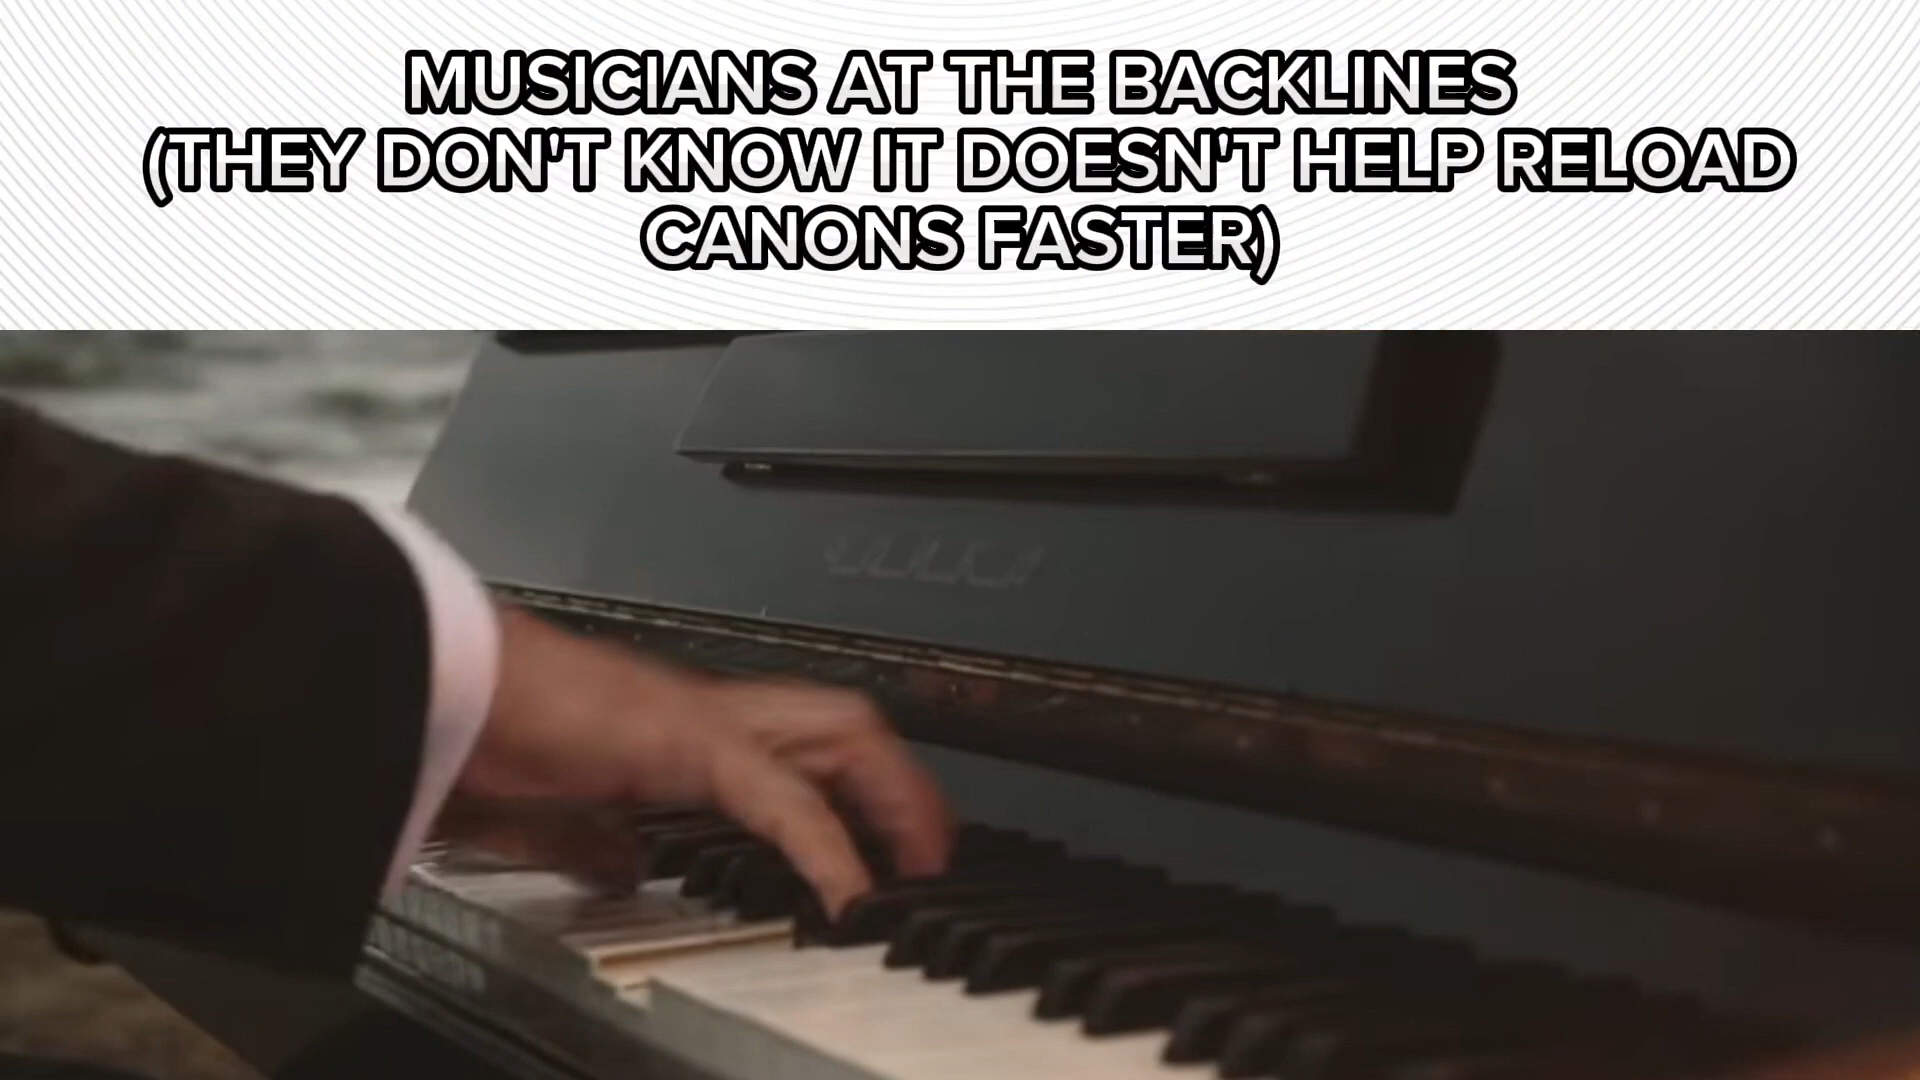 MUSICIANS AT THE BACKLINES
(THEY DON'T KNOW IT DOESN'T HELP RELOAD
CANONS FASTER)